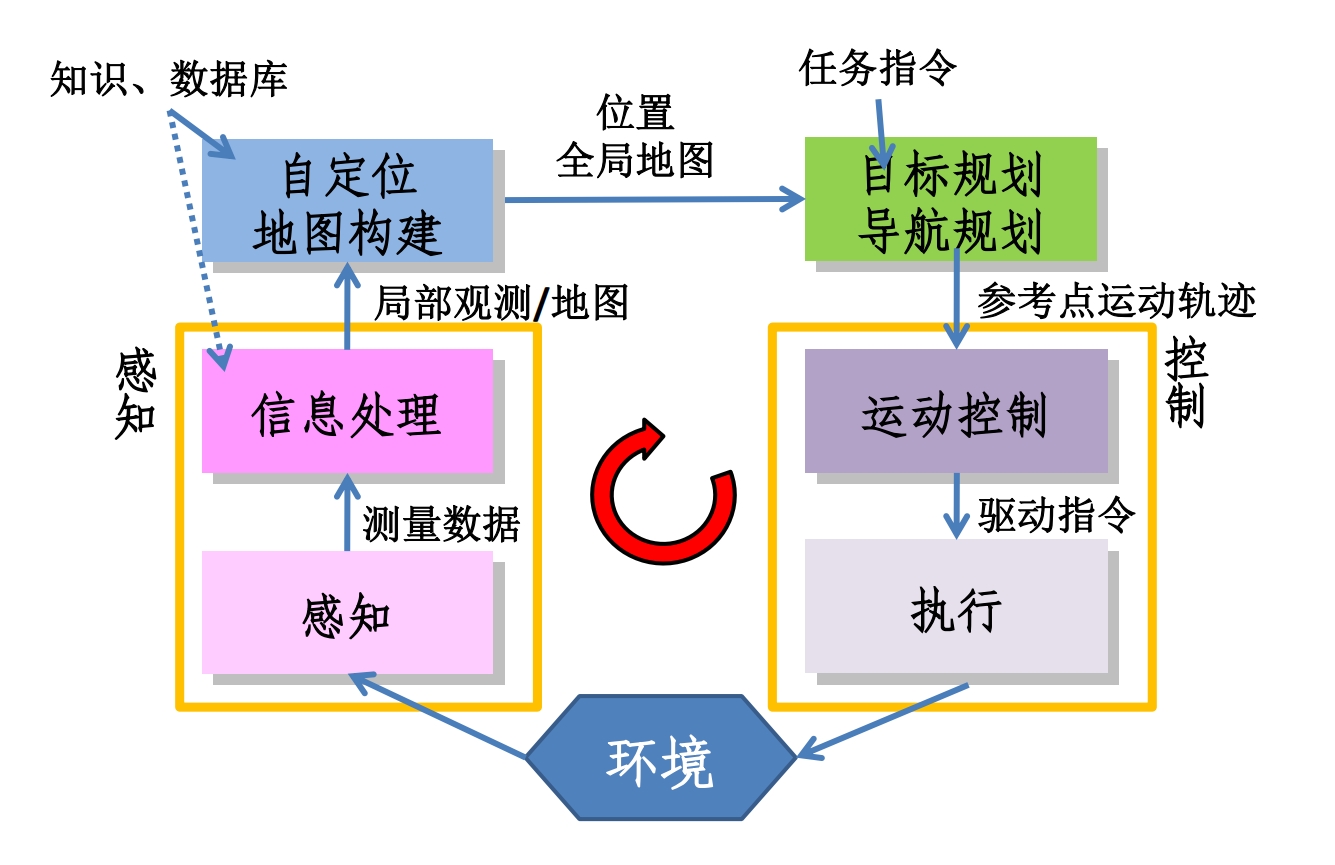 知识、数据库
任务指令
位置
全局地图
自定位
地图构建
目标规划
导航规划
局部观测/地图
参考点运动轨迹
感知
控制
信息处理
运动控制
测量数据
驱动指令
感知
执行
环境